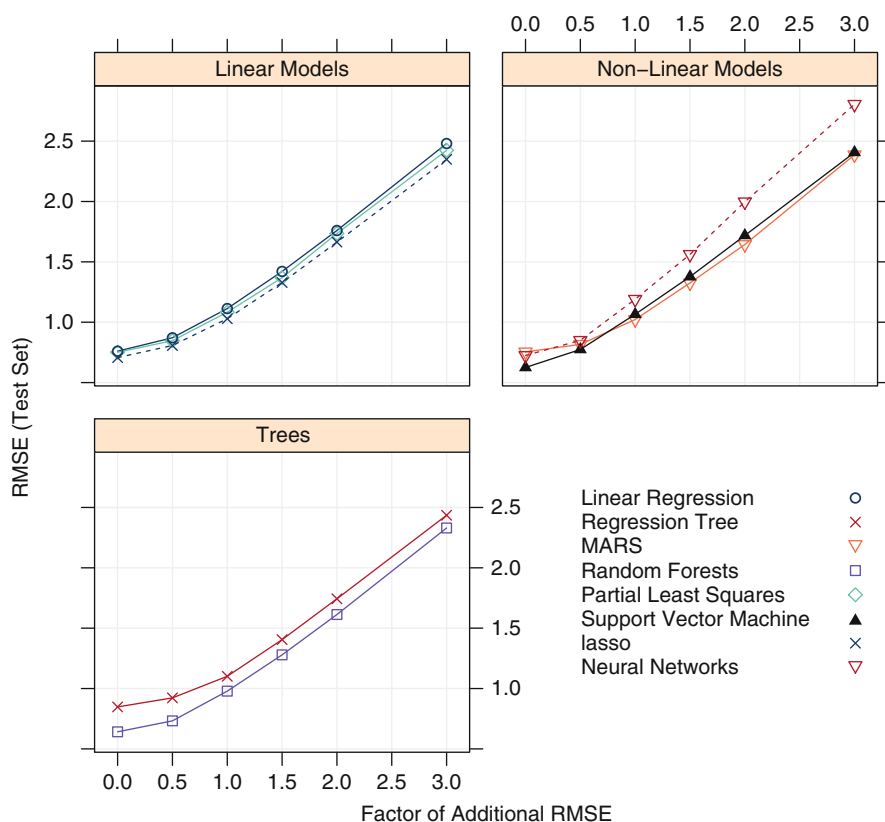 0.0 0.5 1.0 1.5 2.0 2.5 3.0
Linear Models
Non−Linear Models
2.5
2.0
1.5
1.0
RMSE (Test Set)
Trees
2.5
2.0
1.5
1.0
Linear Regression
Regression Tree
MARS
Random Forests
Partial Least Squares
Support Vector Machine
lasso
Neural Networks
0.0 0.5 1.0 1.5 2.0 2.5 3.0
Factor of Additional RMSE